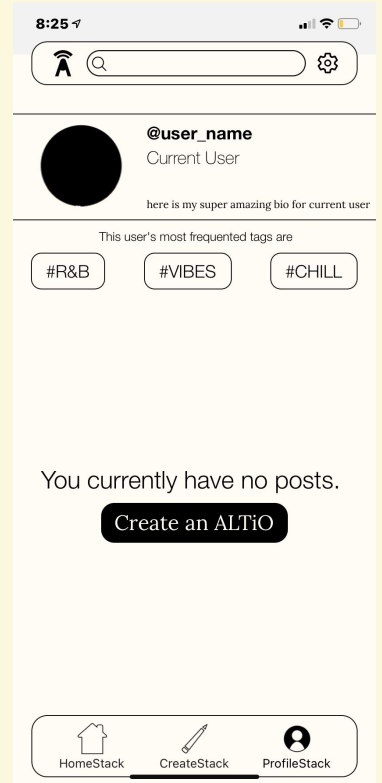 8:25
@user_name
Current User
here is my super amazing bio for current user
This user's most frequented tags are
#R&B #VIBES #CHILL
You currently have no posts.
Create an ALTiO
HomeStack CreateStack ProfileStack